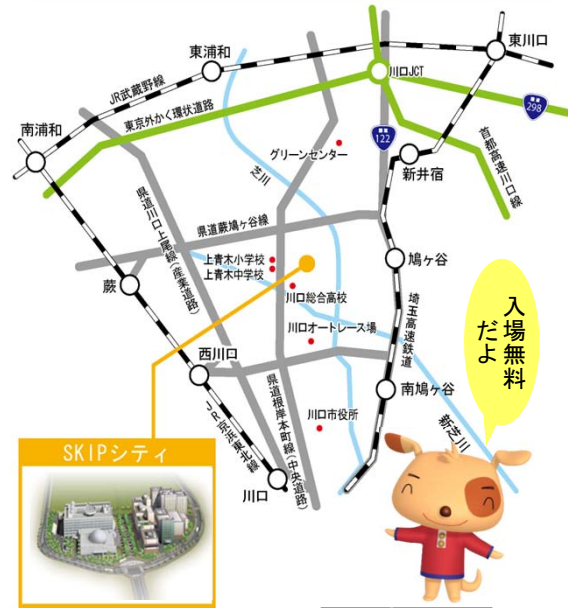 東浦和
東川口
JR武蔵野線
川口JCT
東京外かく環状道路
国道
298
南浦和
国道
122
首都高速川口線
グリーンセンター
新井宿
芝川
県道川口上尾線(産業道路)
県道蕨鳩ヶ谷線
上青木小学校
上青木中学校
鳩ヶ谷
蕨
川口総合高校
埼玉高速鉄道
入場無料
だよ
川口オートレース場
西川口
南鳩ヶ谷
県道根岸本町線(中央道路)
JR京浜東北線
川口市役所
新芝川
SKIPシティ
川口